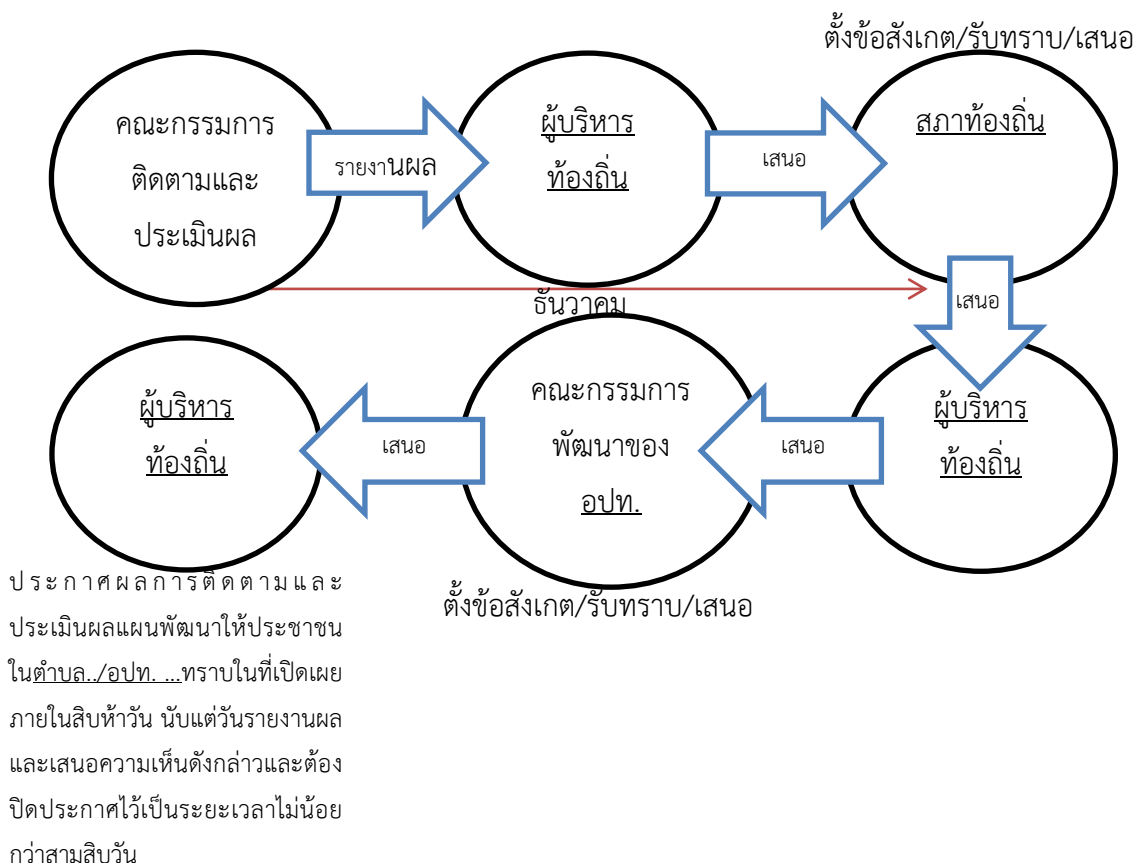 ตั้งข้อสังเกต/รับทราบ/เสนอ
คณะกรรมการ
ติดตามและ
ประเมินผล
รายงานผล
ผู้บริหาร
ท้องถิ่น
เสนอ
สภาท้องถิ่น
ธันวาคม
เสนอ
ผู้บริหาร
ท้องถิ่น
เสนอ
คณะกรรมการ
พัฒนาของ
อปท.
ตั้งข้อสังเกต/รับทราบ/เสนอ
เสนอ
ผู้บริหาร
ท้องถิ่น
ประกาศผลการติดตามและ
ประเมินผลแผนพัฒนาให้ประชาชน
ในตำบล../อปท. ...ทราบในที่เปิดเผย
ภายในสิบห้าวัน นับแต่วันรายงานผล
และเสนอความเห็นดังกล่าวและต้อง
ปิดประกาศไว้เป็นระยะเวลาไม่น้อย
กว่าสามสิบวัน